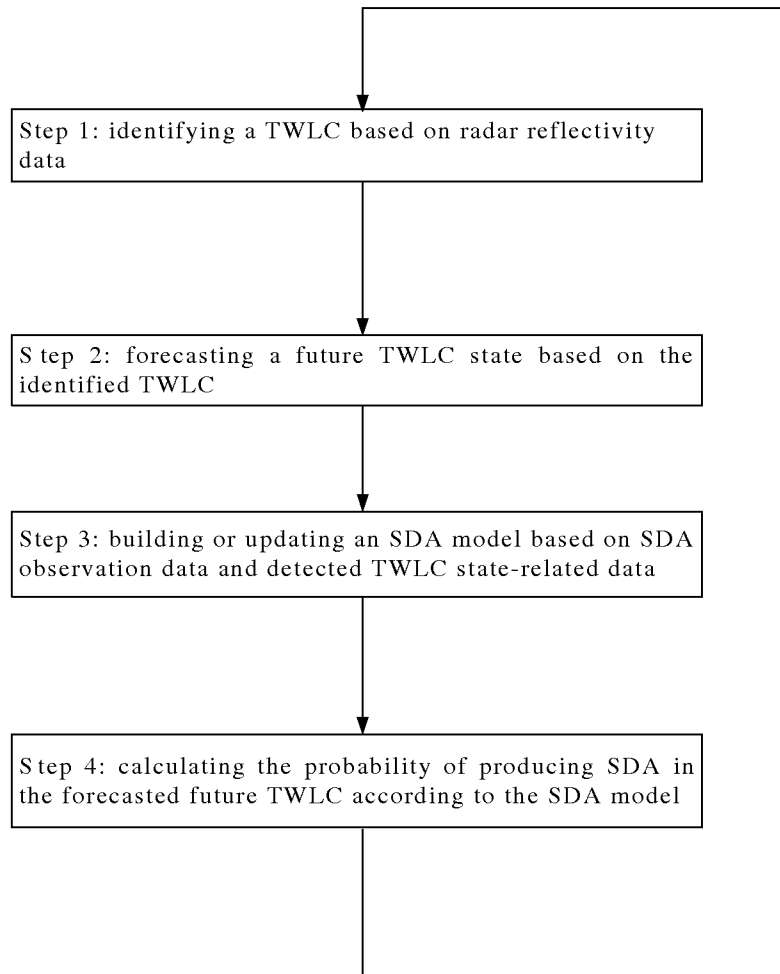 Step 1: identifying a TWLC based on radar reflectivity
data
Step 2: forecasting a future TWLC state based on the
identified TWLC
Step 3: building or updating an SDA model based on SDA
observation data and detected TWLC state-related data
Step 4: calculating the probability of producing SDA in
the forecasted future TWLC according to the SDA model